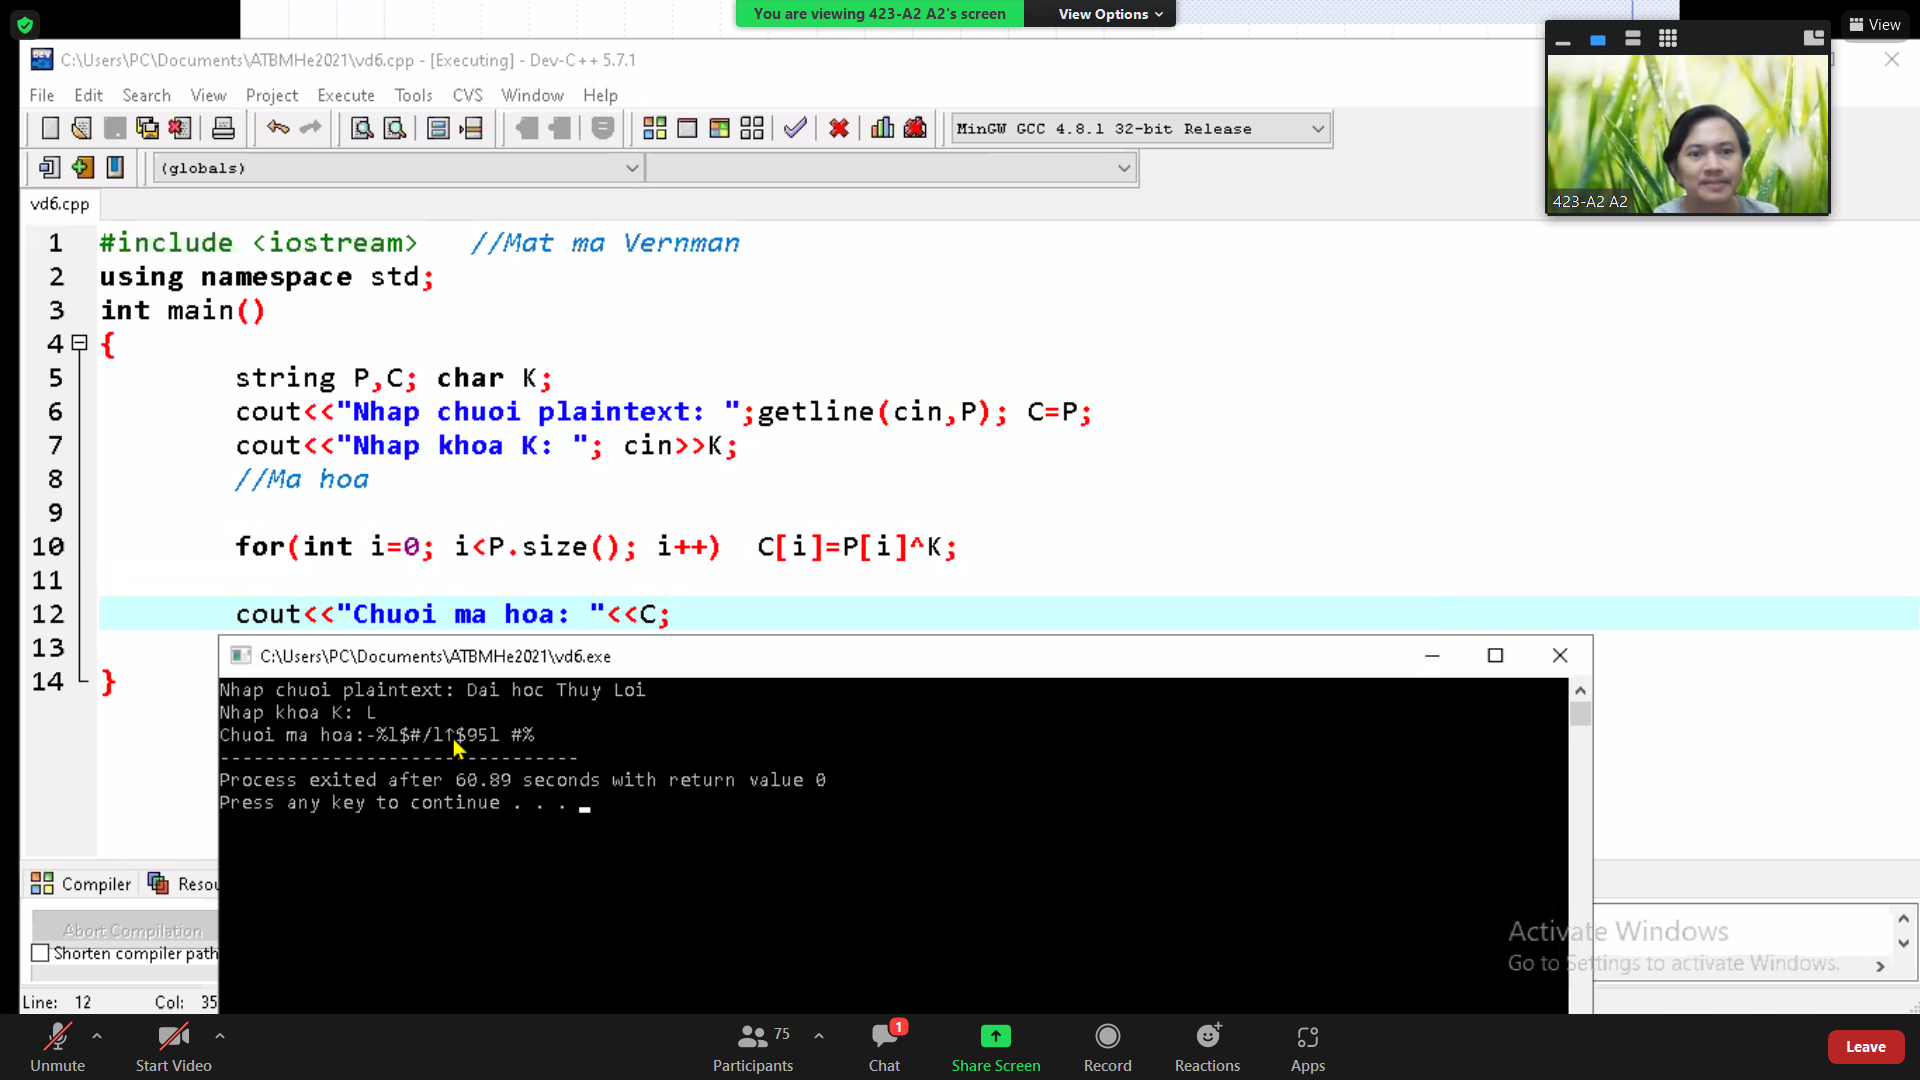 You are viewing 423-A2 A2's screen
View Options
View
C:\Users\PC\Documents\ATBMHe2021\vd6.cpp - [Executing] - Dev-C++ 5.7.1
File Edit Search View Project Execute Tools CVS Window Help
MinGW GCC 4.8.1 32-bit Release
(globals)
423-A2 A2
vd6.cpp
1 #include <iostream> //Mat ma Vernman
2 using namespace std;
3 int main()
4 {
5 string P,C; char K;
6 cout<<"Nhap chuoi plaintext: ";getline(cin,P); C=P;
7 cout<<"Nhap khoa K: "; cin>>K;
8 //Ma hoa
9
10 for(int i=0; i<P.size(); i++) C[i]=P[i]^K;
11
12 cout<<"Chuoi ma hoa: "<<C;
13
14 }
C:\Users\PC\Documents\ATBMHe2021\vd6.exe
Nhap chuoi plaintext: Dai hoc Thuy Loi
Nhap khoa K: L
Chuoi ma hoa:-%l$#/l↑$95l #%
--------------------------------
Process exited after 60.89 seconds with return value 0
Press any key to continue . . .
Compiler Resou
Abort Compilation
Shorten compiler path
Activate Windows
Go to Settings to activate Windows.
Line: 12 Col: 35
Unmute
Start Video
75
Participants
1
Chat
Share Screen
Record
Reactions
Apps
Leave